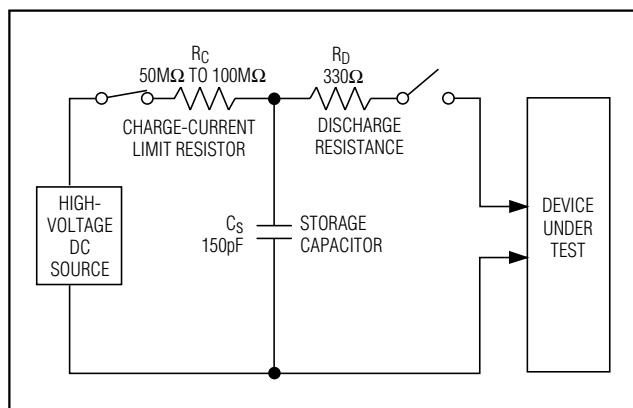 R_C
50MΩ TO 100MΩ
CHARGE-CURRENT
LIMIT RESISTOR
R_D
330Ω
DISCHARGE
RESISTANCE
HIGH-
VOLTAGE
DC
SOURCE
C_S
150pF
STORAGE
CAPACITOR
DEVICE
UNDER
TEST